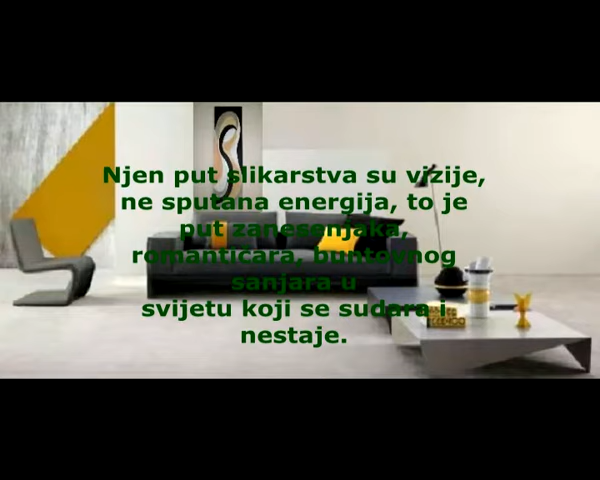 Njen put slikarstva su vizije,
ne sputana energija, to je
put zanesenjaka,
romantičara, buntovnog
sanjara u
svijetu koji se sudara i
nestaje.